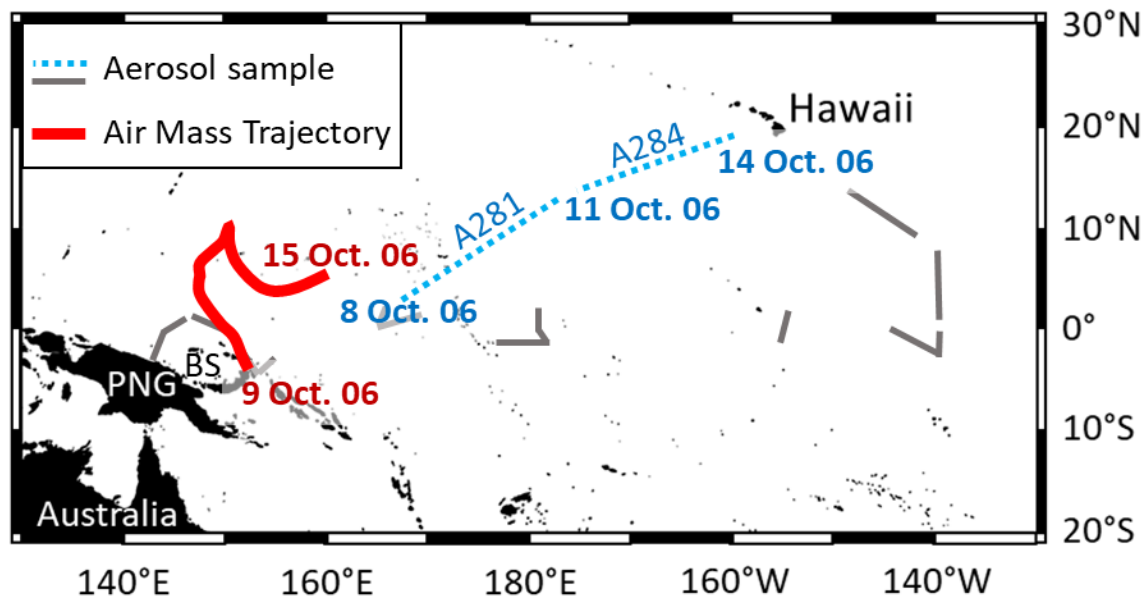 30°N
Aerosol sample
Air Mass Trajectory
Hawaii
20°N
A284
14 Oct. 06
A281
11 Oct. 06
10°N
15 Oct. 06
8 Oct. 06
0°
BS
PNG
9 Oct. 06
10°S
Australia
20°S
140°E 160°E 180°E 160°W 140°W